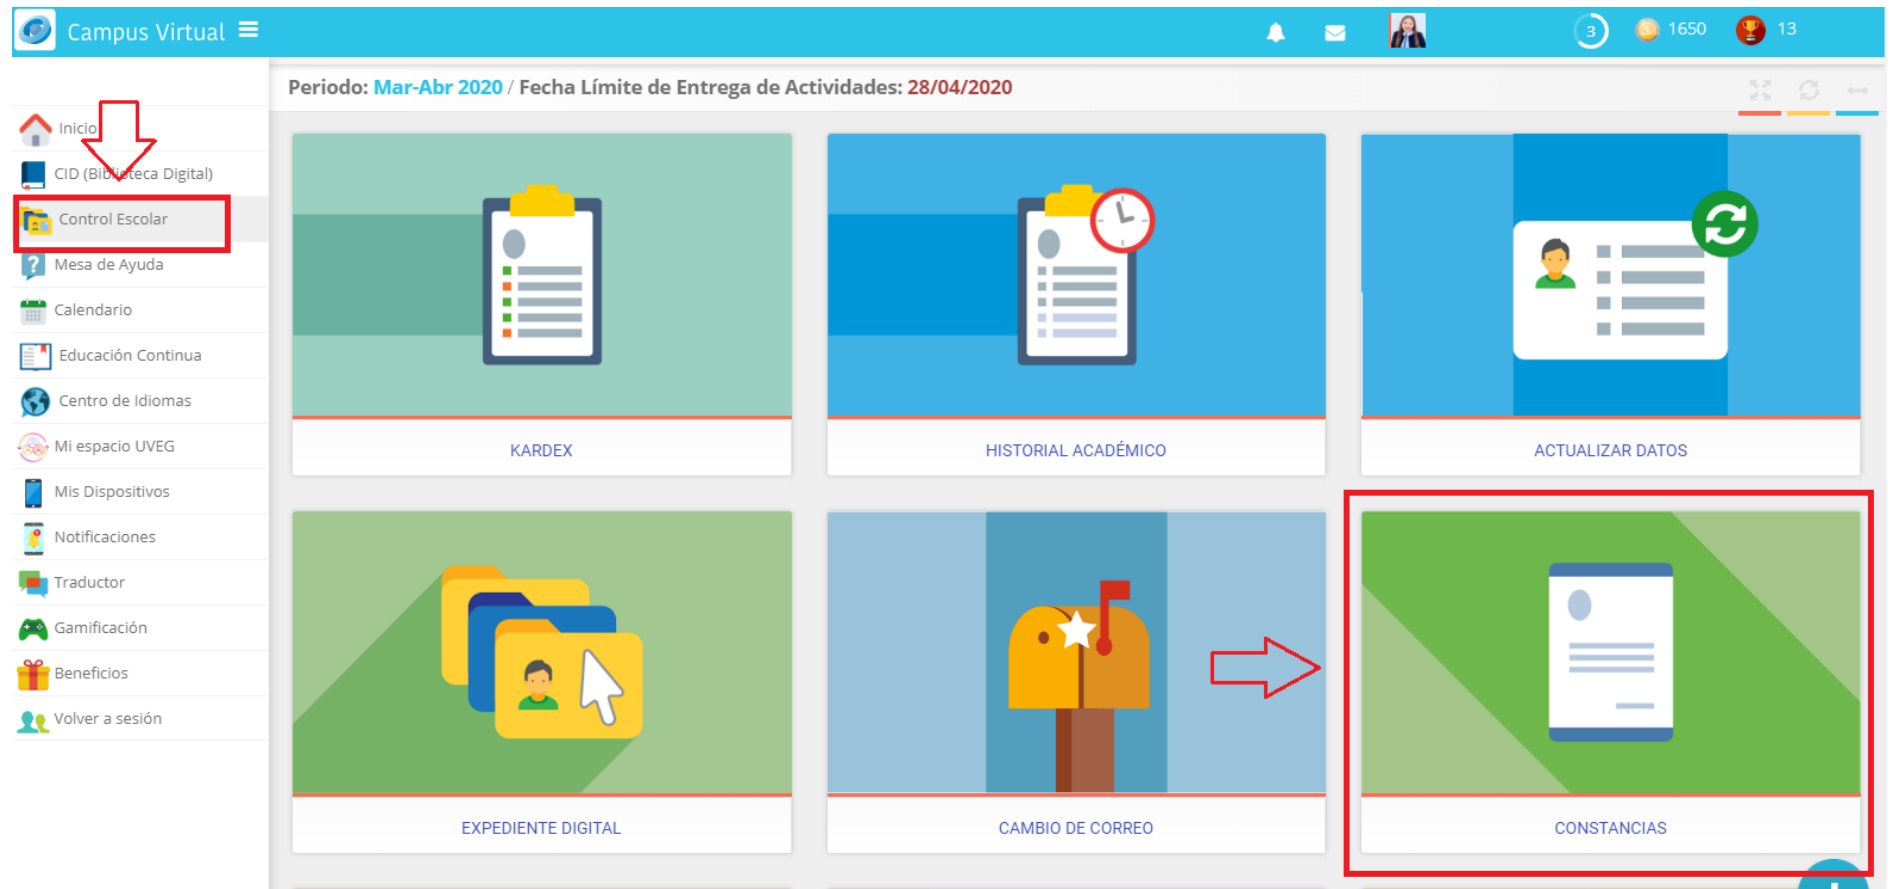 Campus Virtual
3
1650
13
Periodo: Mar-Abr 2020 / Fecha Límite de Entrega de Actividades: 28/04/2020
Inicio
CID (Biblioteca Digital)
Control Escolar
Mesa de Ayuda
Calendario
Educación Continua
Centro de Idiomas
Mi espacio UVEG
Mis Dispositivos
Notificaciones
Traductor
Gamificación
Beneficios
Volver a sesión
KARDEX
HISTORIAL ACADÉMICO
ACTUALIZAR DATOS
EXPEDIENTE DIGITAL
CAMBIO DE CORREO
CONSTANCIAS